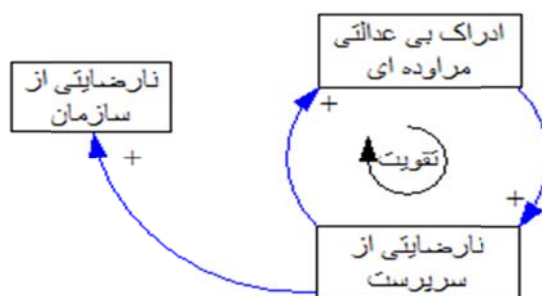 ادراک بی عدالتی
مراوده ای
نارضایتی از
سازمان
+
+
تقویت
+
نارضایتی از
سرپرست